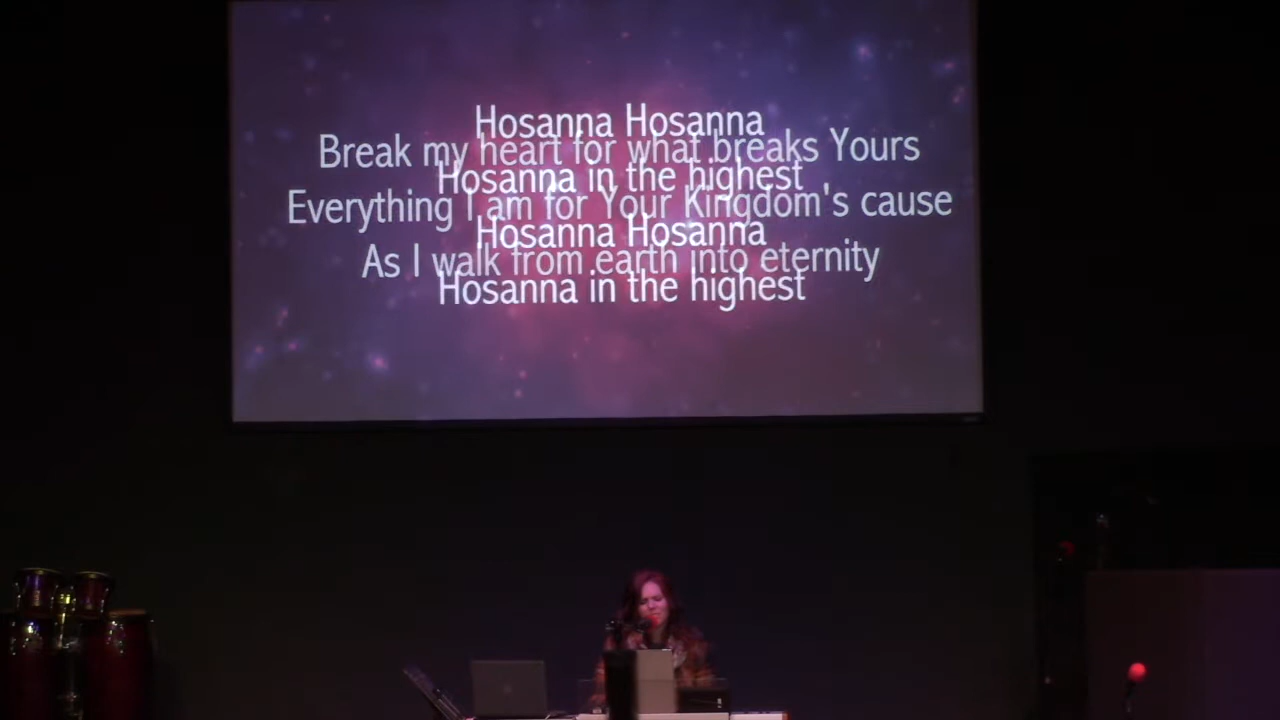 Hosanna Hosanna
Break my heart for what breaks Yours
Hosanna in the highest
Everything I am for Your Kingdom's cause
Hosanna Hosanna
As I walk from earth into eternity
Hosanna in the highest